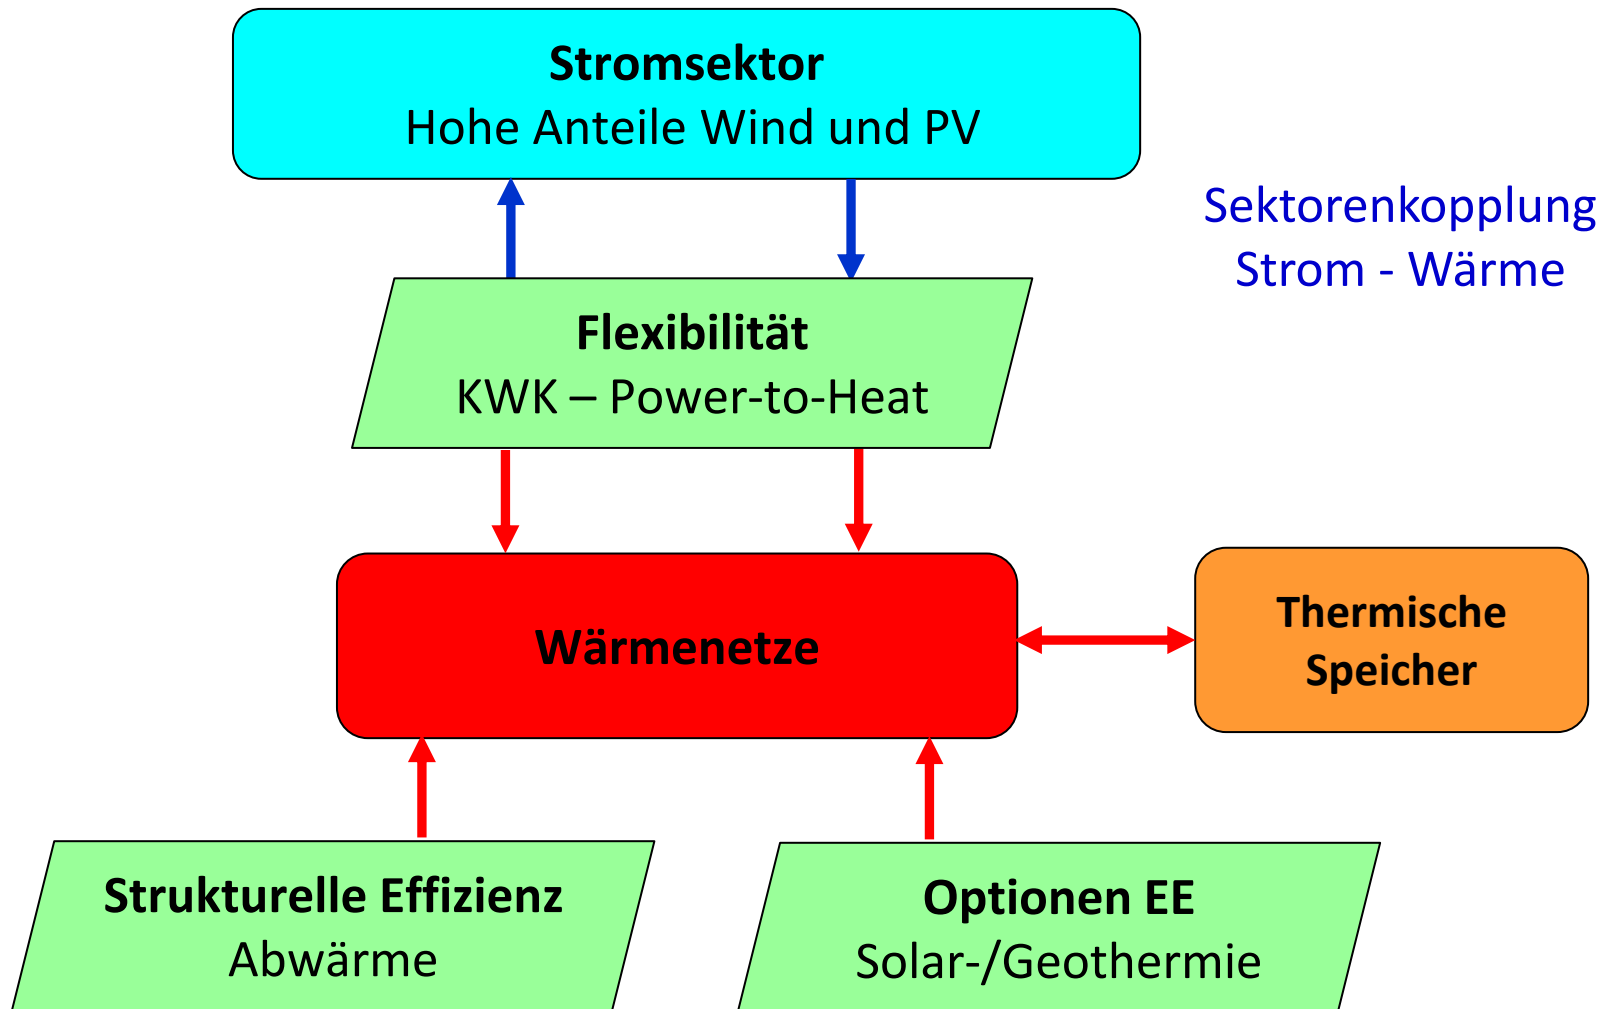 Stromsektor
Hohe Anteile Wind und PV
Sektorenkopplung
Strom - Wärme
Flexibilität
KWK – Power-to-Heat
Wärmenetze
Thermische
Speicher
Strukturelle Effizienz
Abwärme
Optionen EE
Solar-/Geothermie